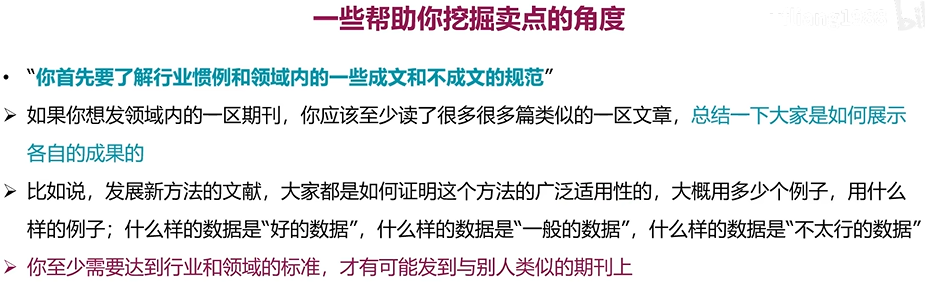 一些帮助你挖掘卖点的角度
• “你首先要了解行业惯例和领域内的一些成文和不成文的规范”
➢ 如果你想发领域内的一区期刊，你应该至少读了很多很多篇类似的一区文章，总结一下大家是如何展示
各自的成果的
➢ 比如说，发展新方法的文献，大家都是如何证明这个方法的广泛适用性的，大概用多少个例子，用什么
样的例子；什么样的数据是“好的数据”，什么样的数据是“一般的数据”，什么样的数据是“不太行的数据”
➢ 你至少需要达到行业和领域的标准，才有可能发到与别人类似的期刊上